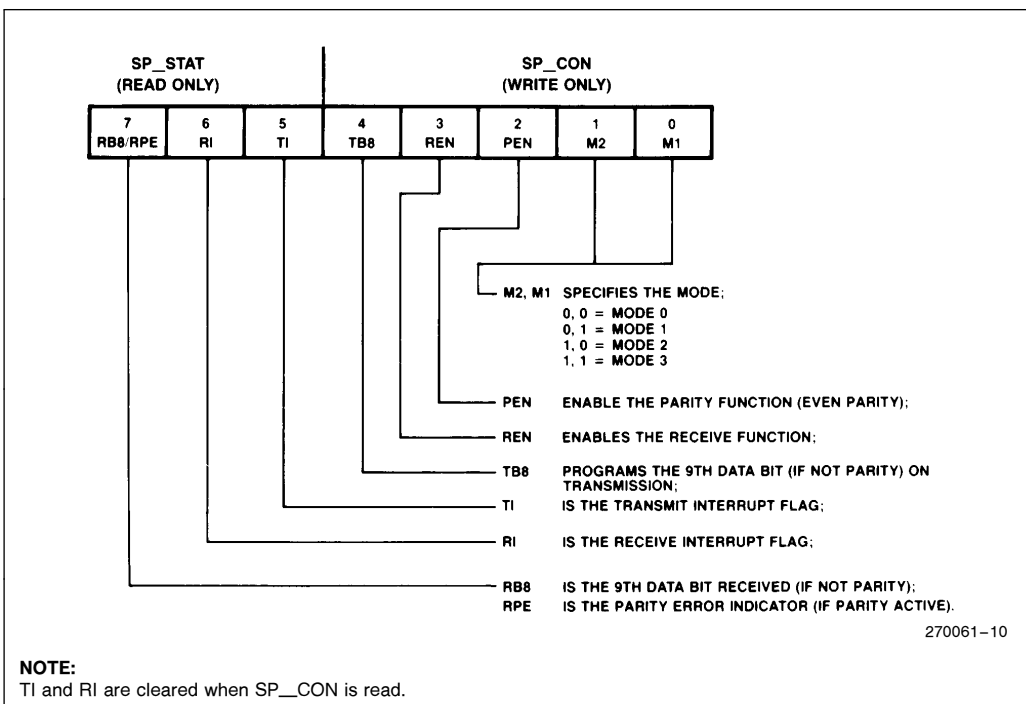 SP__STAT
(READ ONLY)
SP__CON
(WRITE ONLY)
7 6 5 4 3 2 1 0
RB8/RPE RI TI TB8 REN PEN M2 M1
M2, M1 SPECIFIES THE MODE;
0, 0 = MODE 0
0, 1 = MODE 1
1, 0 = MODE 2
1, 1 = MODE 3
PEN ENABLE THE PARITY FUNCTION (EVEN PARITY);
REN ENABLES THE RECEIVE FUNCTION;
TB8 PROGRAMS THE 9TH DATA BIT (IF NOT PARITY) ON
TRANSMISSION;
TI IS THE TRANSMIT INTERRUPT FLAG;
RI IS THE RECEIVE INTERRUPT FLAG;
RB8 IS THE 9TH DATA BIT RECEIVED (IF NOT PARITY);
RPE IS THE PARITY ERROR INDICATOR (IF PARITY ACTIVE).
270061–10
NOTE:
TI and RI are cleared when SP__CON is read.